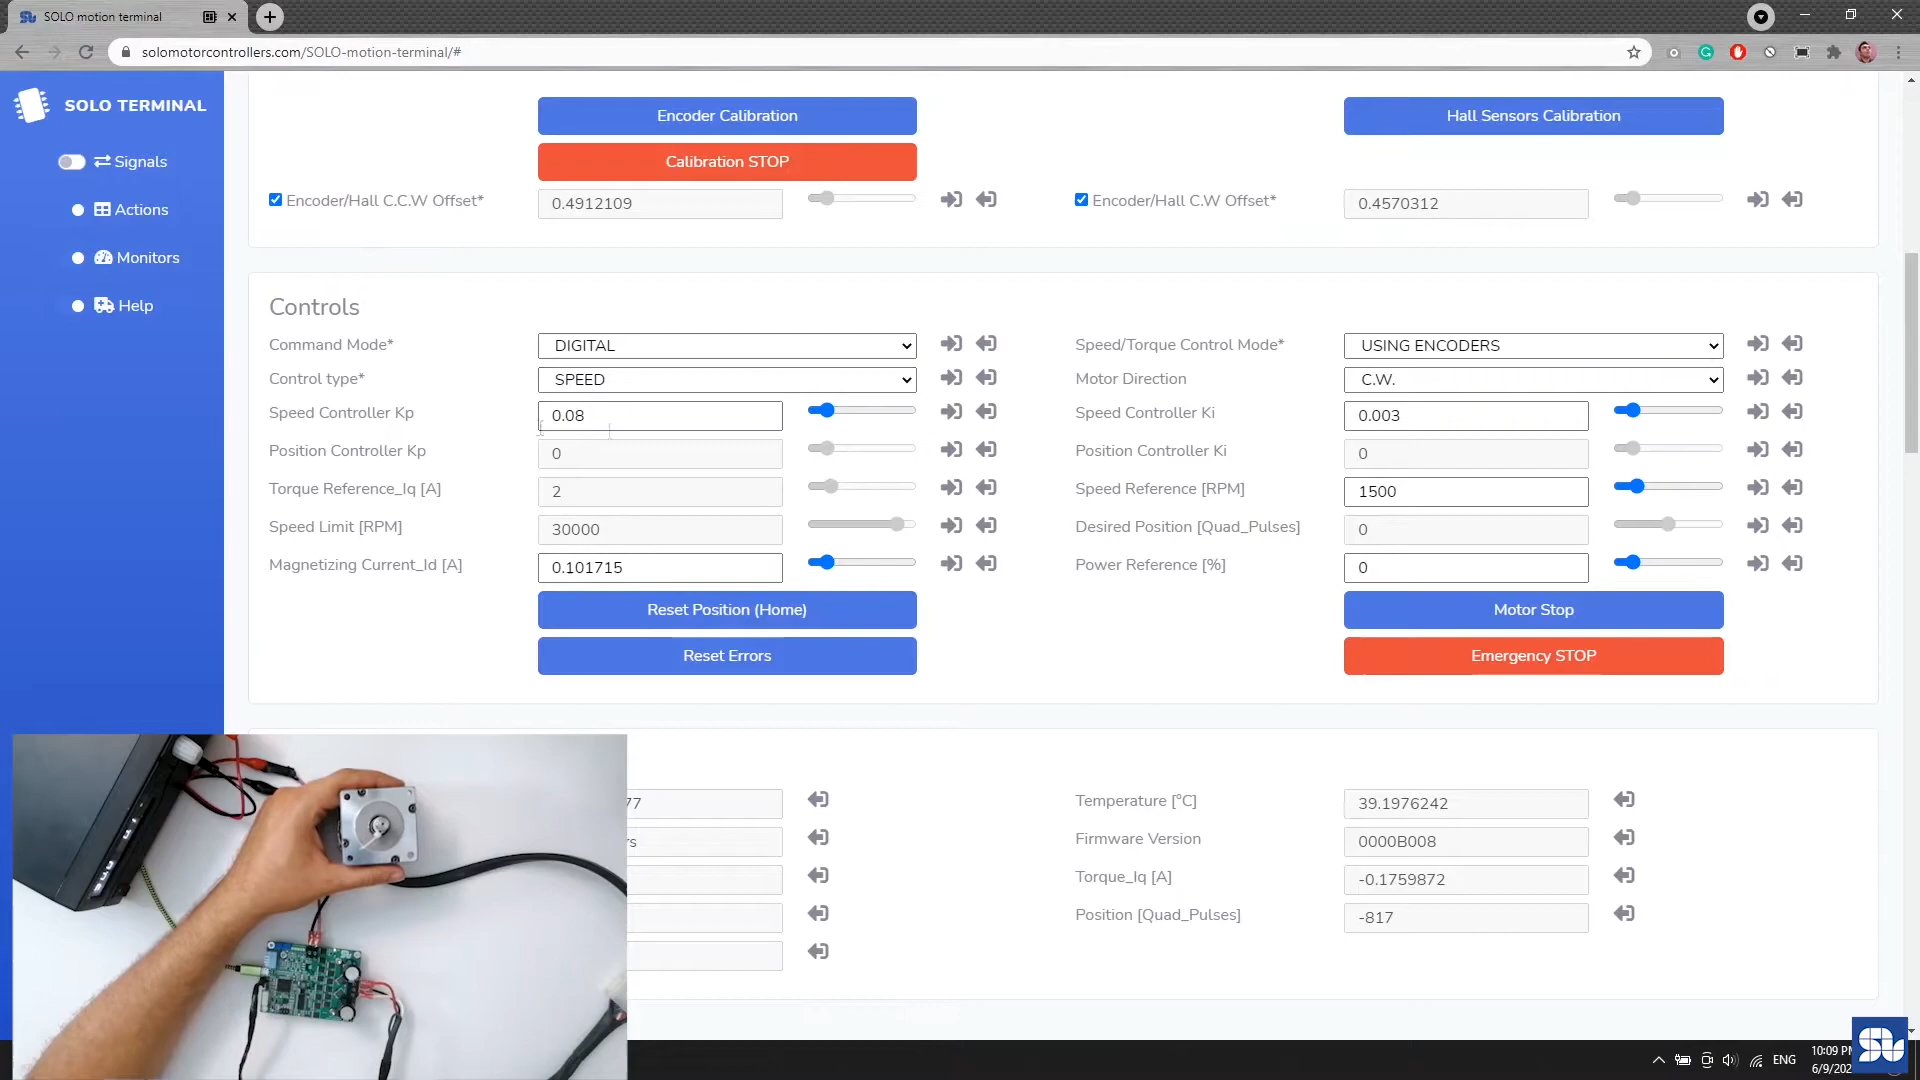 SOLO motion terminal
solomotorcontrollers.com/SOLO-motion-terminal/#
SOLO TERMINAL
Signals
Actions
Monitors
Help
Encoder Calibration
Hall Sensors Calibration
Calibration STOP
Encoder/Hall C.C.W Offset* 0.4912109
Encoder/Hall C.W Offset* 0.4570312
Controls
Command Mode* DIGITAL
Speed/Torque Control Mode* USING ENCODERS
Control type* SPEED
Motor Direction C.W.
Speed Controller Kp 0.08
Speed Controller Ki 0.003
Position Controller Kp 0
Position Controller Ki 0
Torque Reference_Iq [A] 2
Speed Reference [RPM] 1500
Speed Limit [RPM] 30000
Desired Position [Quad_Pulses] 0
Magnetizing Current_Id [A] 0.101715
Power Reference [%] 0
Reset Position (Home)
Motor Stop
Reset Errors
Emergency STOP
77
Temperature [°C] 39.1976242
rs
Firmware Version 0000B008
Torque_Iq [A] -0.1759872
Position [Quad_Pulses] -817
ENG
10:09 PM
6/9/202